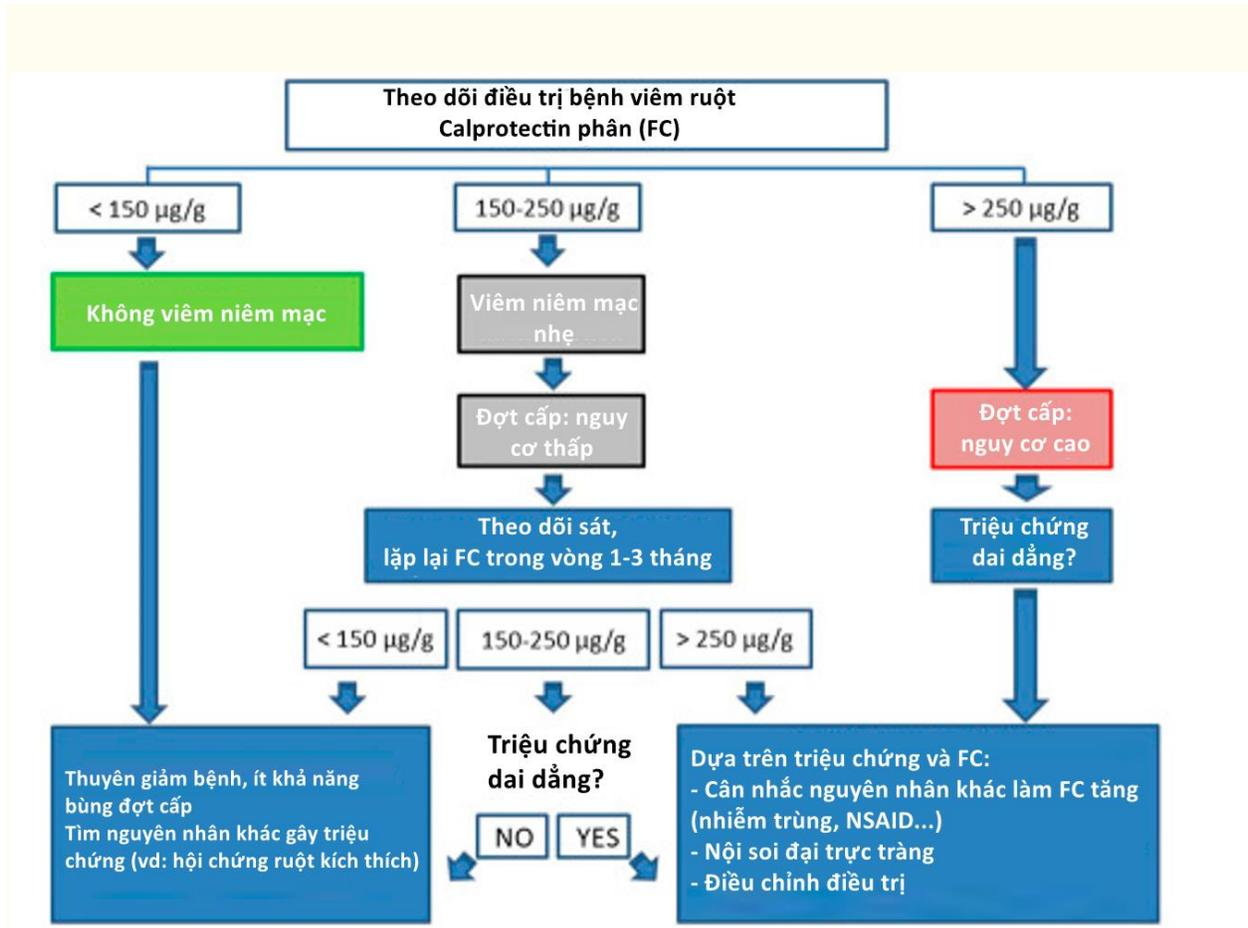 Theo dõi điều trị bệnh viêm ruột
Calprotectin phân (FC)
< 150 µg/g
150-250 µg/g
> 250 µg/g
Không viêm niêm mạc
Viêm niêm mạc
nhẹ
Đợt cấp: nguy
cơ thấp
Đợt cấp:
nguy cơ cao
Theo dõi sát,
lặp lại FC trong vòng 1-3 tháng
Triệu chứng
dai dẳng?
< 150 µg/g
150-250 µg/g
> 250 µg/g
Triệu chứng
dai dẳng?
NO
YES
Thuyên giảm bệnh, ít khả năng
bùng đợt cấp
Tìm nguyên nhân khác gây triệu
chứng (vd: hội chứng ruột kích thích)
Dựa trên triệu chứng và FC:
- Cân nhắc nguyên nhân khác làm FC tăng
(nhiễm trùng, NSAID...)
- Nội soi đại trực tràng
- Điều chỉnh điều trị